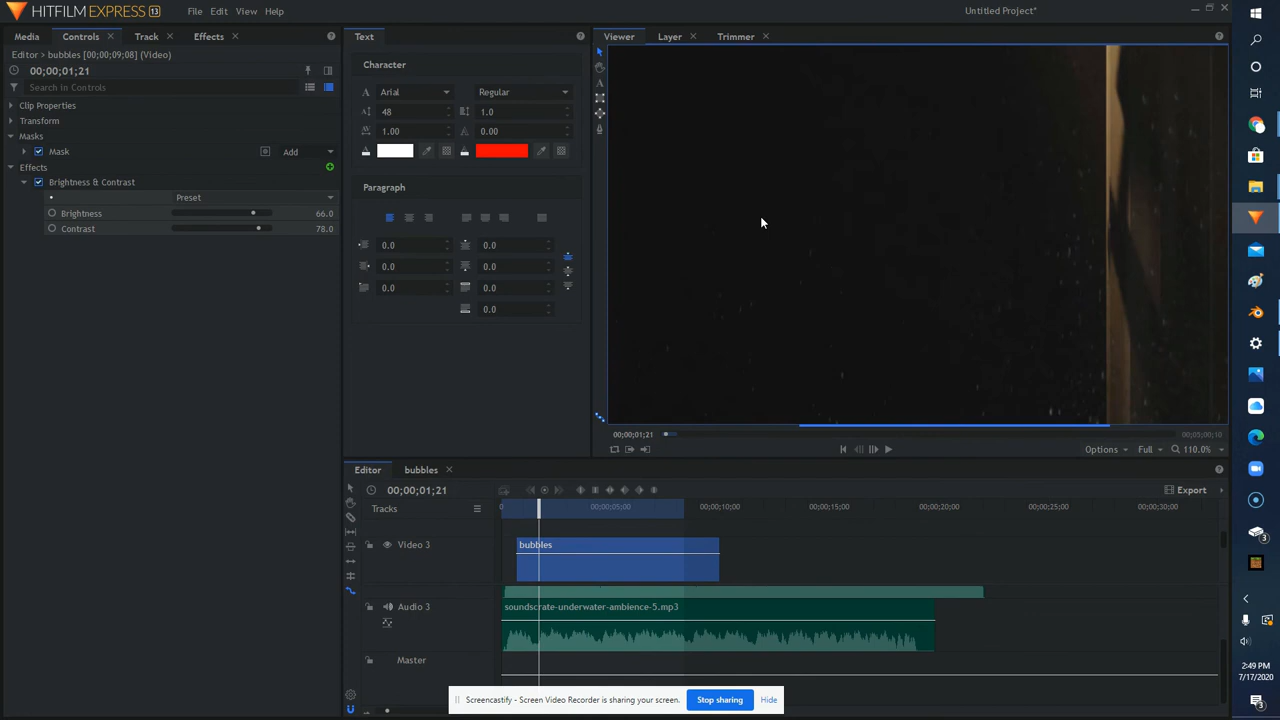 HITFILM EXPRESS 13 File Edit View Help Untitled Project*
Media Controls Track Effects
Editor > bubbles [00;00;09;08] (Video)
00;00;01;21
Search in Controls
Clip Properties
Transform
Masks
Mask Add
Effects
Brightness & Contrast
Preset
Brightness 66.0
Contrast 78.0
Text
Character
Arial Regular
48 1.0
1.00 0.00
Paragraph
0.0 0.0
0.0 0.0
0.0 0.0
0.0
Viewer Layer Trimmer
00;00;01;21 00;05;00;10
Options Full 110.0%
Editor bubbles
00;00;01;21 Export
Tracks 0 00;00;05;00 00;00;10;00 00;00;15;00 00;00;20;00 00;00;25;00 00;00;30;00
Video 3 bubbles
Audio 3 soundscrate-underwater-ambience-5.mp3
Master
Screencastify - Screen Video Recorder is sharing your screen. Stop sharing Hide
3
2:49 PM
7/17/2020
3